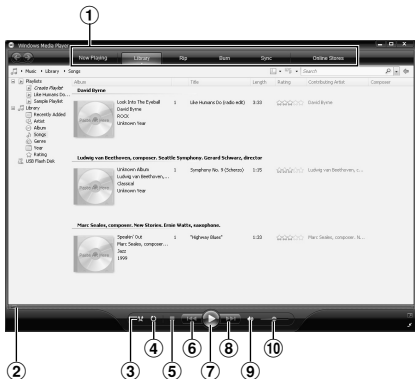 ①
Windows Media Player
Now Playing Library Rip Burn Sync Online Stores
Music ▸ Library ▸ Songs
Search
Playlists
Create Playlist
Like Humans Do...
Sample Playlist
Library
Recently Added
Artist
Album
Songs
Genre
Year
Rating
USB Flash Disk
Album Title Length Rating Contributing Artist Composer
David Byrne
Look Into The Eyeball 1 Like Humans Do (radio edit) 3:33 David Byrne
David Byrne
ROCK
Unknown Year
Ludwig van Beethoven, composer. Seattle Symphony. Gerard Schwarz, director
Unknown Album 1 Symphony No. 9 (Scherzo) 1:15 Ludwig van Beethoven, c...
Ludwig van Beethoven,...
Classical
Unknown Year
Marc Seales, composer. New Stories. Ernie Watts, saxophone.
Speakin' Out 1 "Highway Blues" 1:33 Marc Seales, composer. N...
Marc Seales, composer...
Jazz
1999
② ③ ④ ⑤ ⑥ ⑦ ⑧ ⑨ ⑩